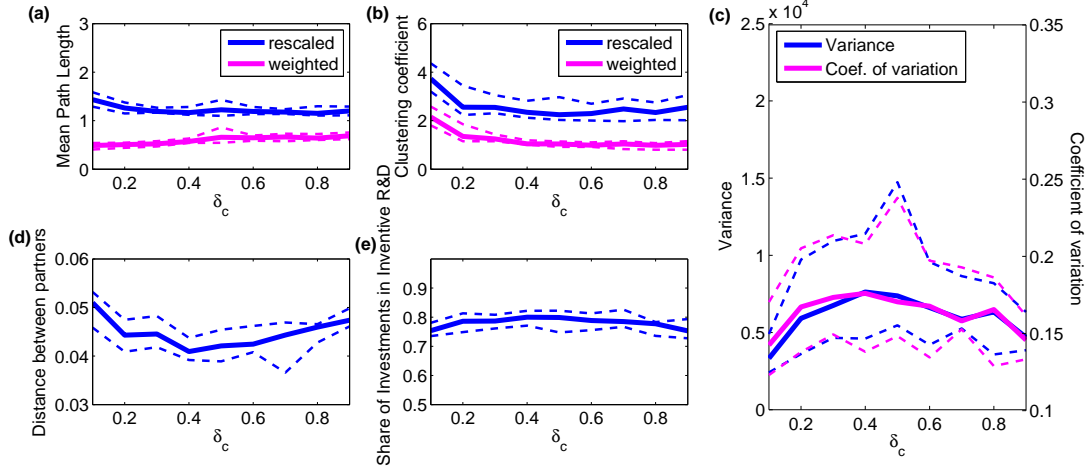 (a)
3
2
1
0
Mean Path Length
rescaled
weighted
0.2 0.4 0.6 0.8
δc
(b)
6
4
2
0
Clustering coefficient
rescaled
weighted
0.2 0.4 0.6 0.8
δc
(c)
2.5 x 10⁴
2
1.5
1
0.5
0
Variance
Variance
Coef. of variation
0.35
0.3
0.25
0.2
0.15
0.1
Coefficient of variation
0.2 0.4 0.6 0.8
δc
(d)
0.06
0.05
0.04
0.03
Distance between partners
0.2 0.4 0.6 0.8
δc
(e)
1
0.9
0.8
0.7
0.6
0.5
Share of Investments in Inventive R&D
0.2 0.4 0.6 0.8
δc